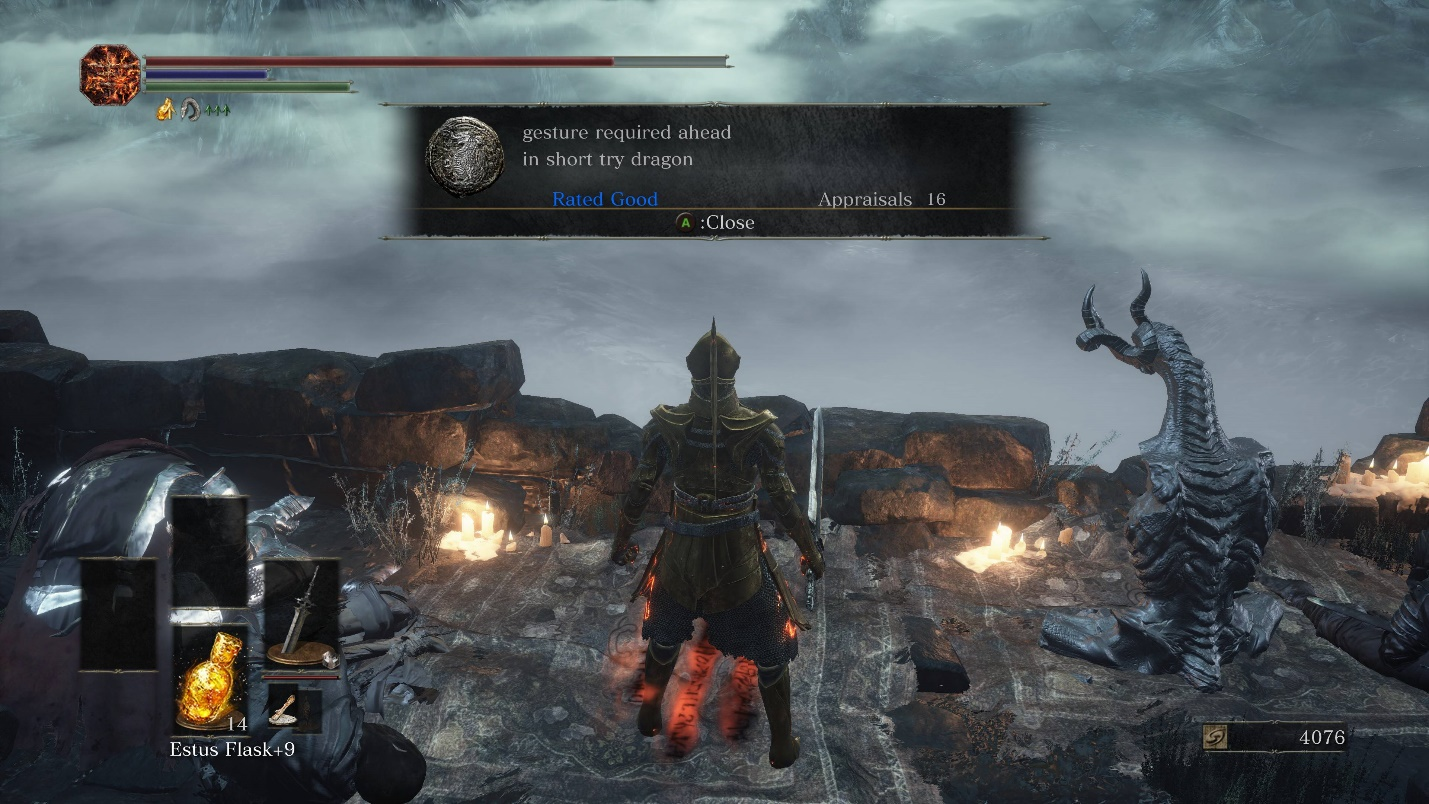 gesture required ahead
in short try dragon
Rated Good Appraisals 16
A :Close
14
Estus Flask+9
4076